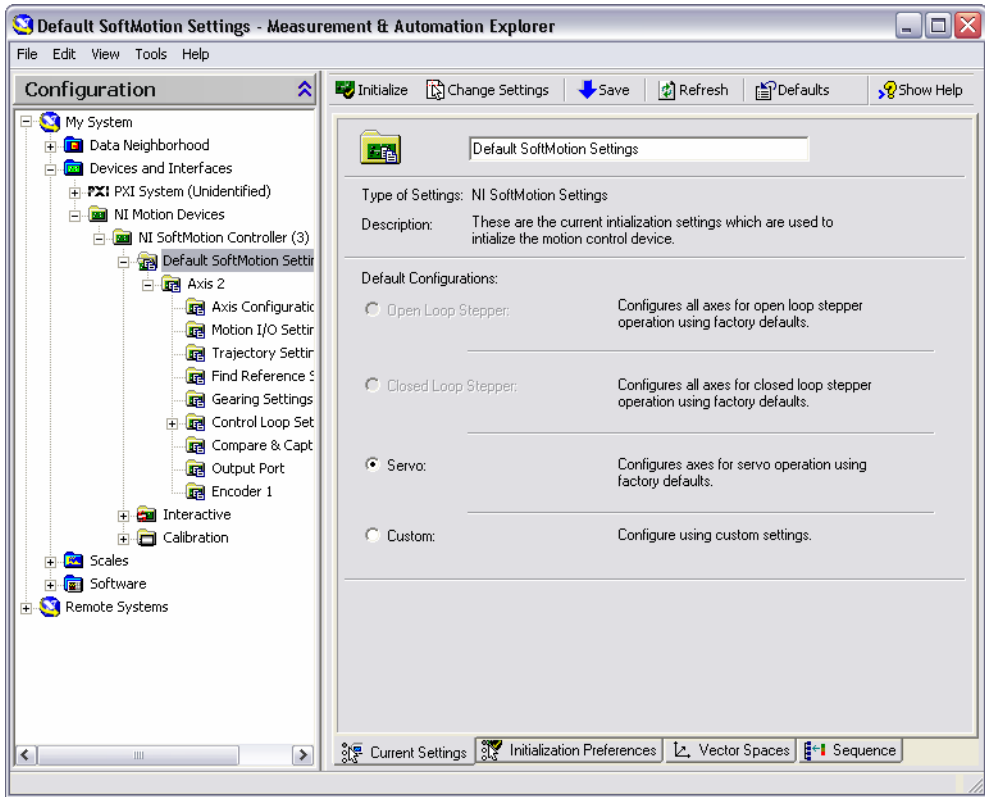 Default SoftMotion Settings - Measurement & Automation Explorer
File Edit View Tools Help
Configuration
Initialize Change Settings Save Refresh Defaults Show Help
My System
Data Neighborhood
Devices and Interfaces
PXI PXI System (Unidentified)
NI Motion Devices
NI SoftMotion Controller (3)
Default SoftMotion Settin
Axis 2
Axis Configuratio
Motion I/O Settin
Trajectory Settin
Find Reference S
Gearing Settings
Control Loop Set
Compare & Capt
Output Port
Encoder 1
Interactive
Calibration
Scales
Software
Remote Systems
Default SoftMotion Settings
Type of Settings: NI SoftMotion Settings
Description: These are the current intialization settings which are used to
intialize the motion control device.
Default Configurations:
Open Loop Stepper: Configures all axes for open loop stepper
operation using factory defaults.
Closed Loop Stepper: Configures all axes for closed loop stepper
operation using factory defaults.
Servo: Configures axes for servo operation using
factory defaults.
Custom: Configure using custom settings.
Current Settings Initialization Preferences Vector Spaces Sequence